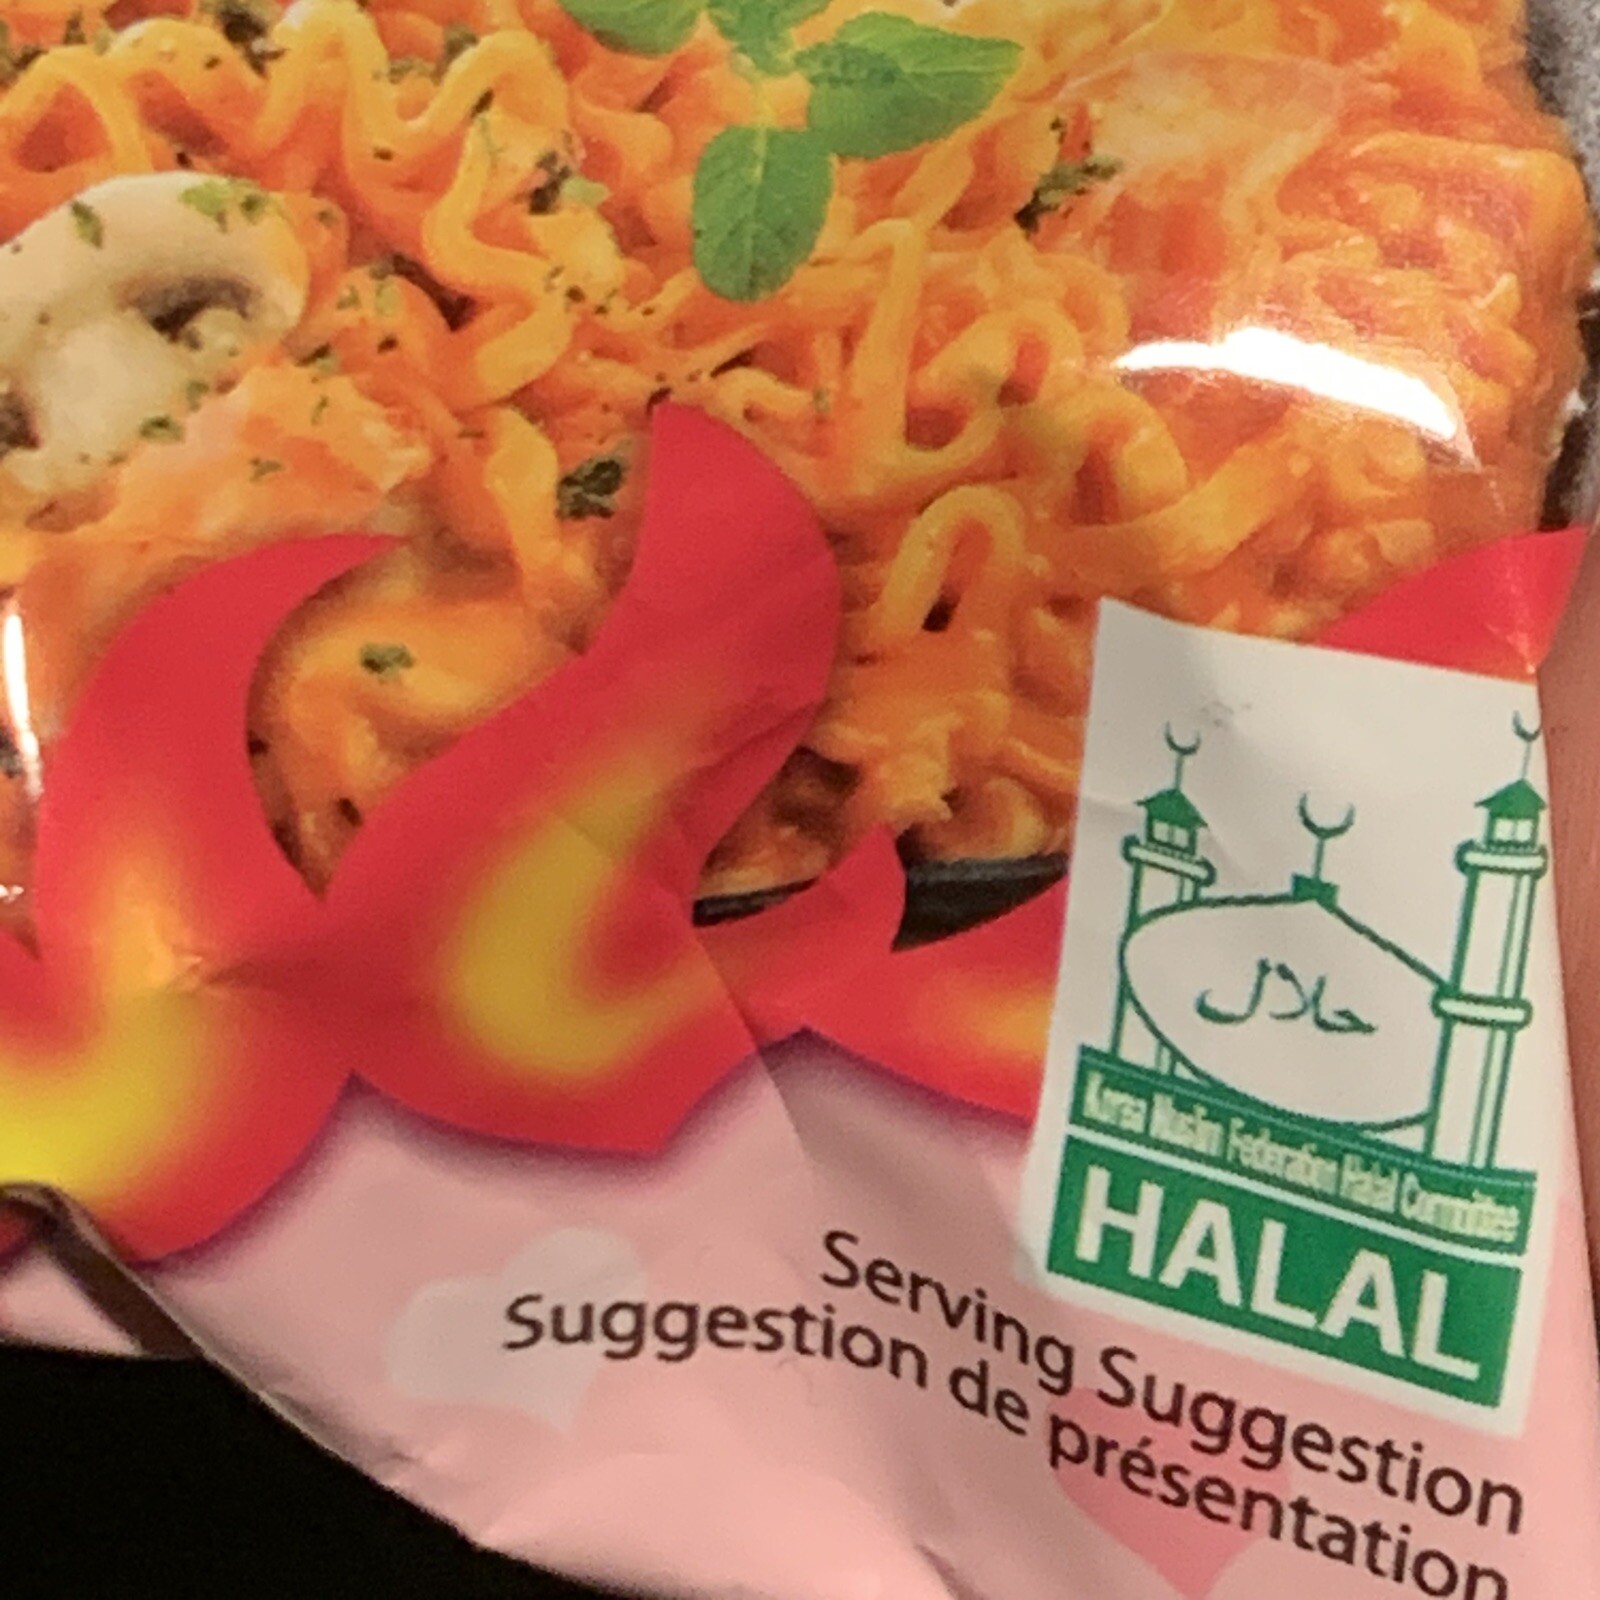 حلال
Korea Muslim Federation Halal Committee
HALAL
Serving Suggestion
Suggestion de présentation